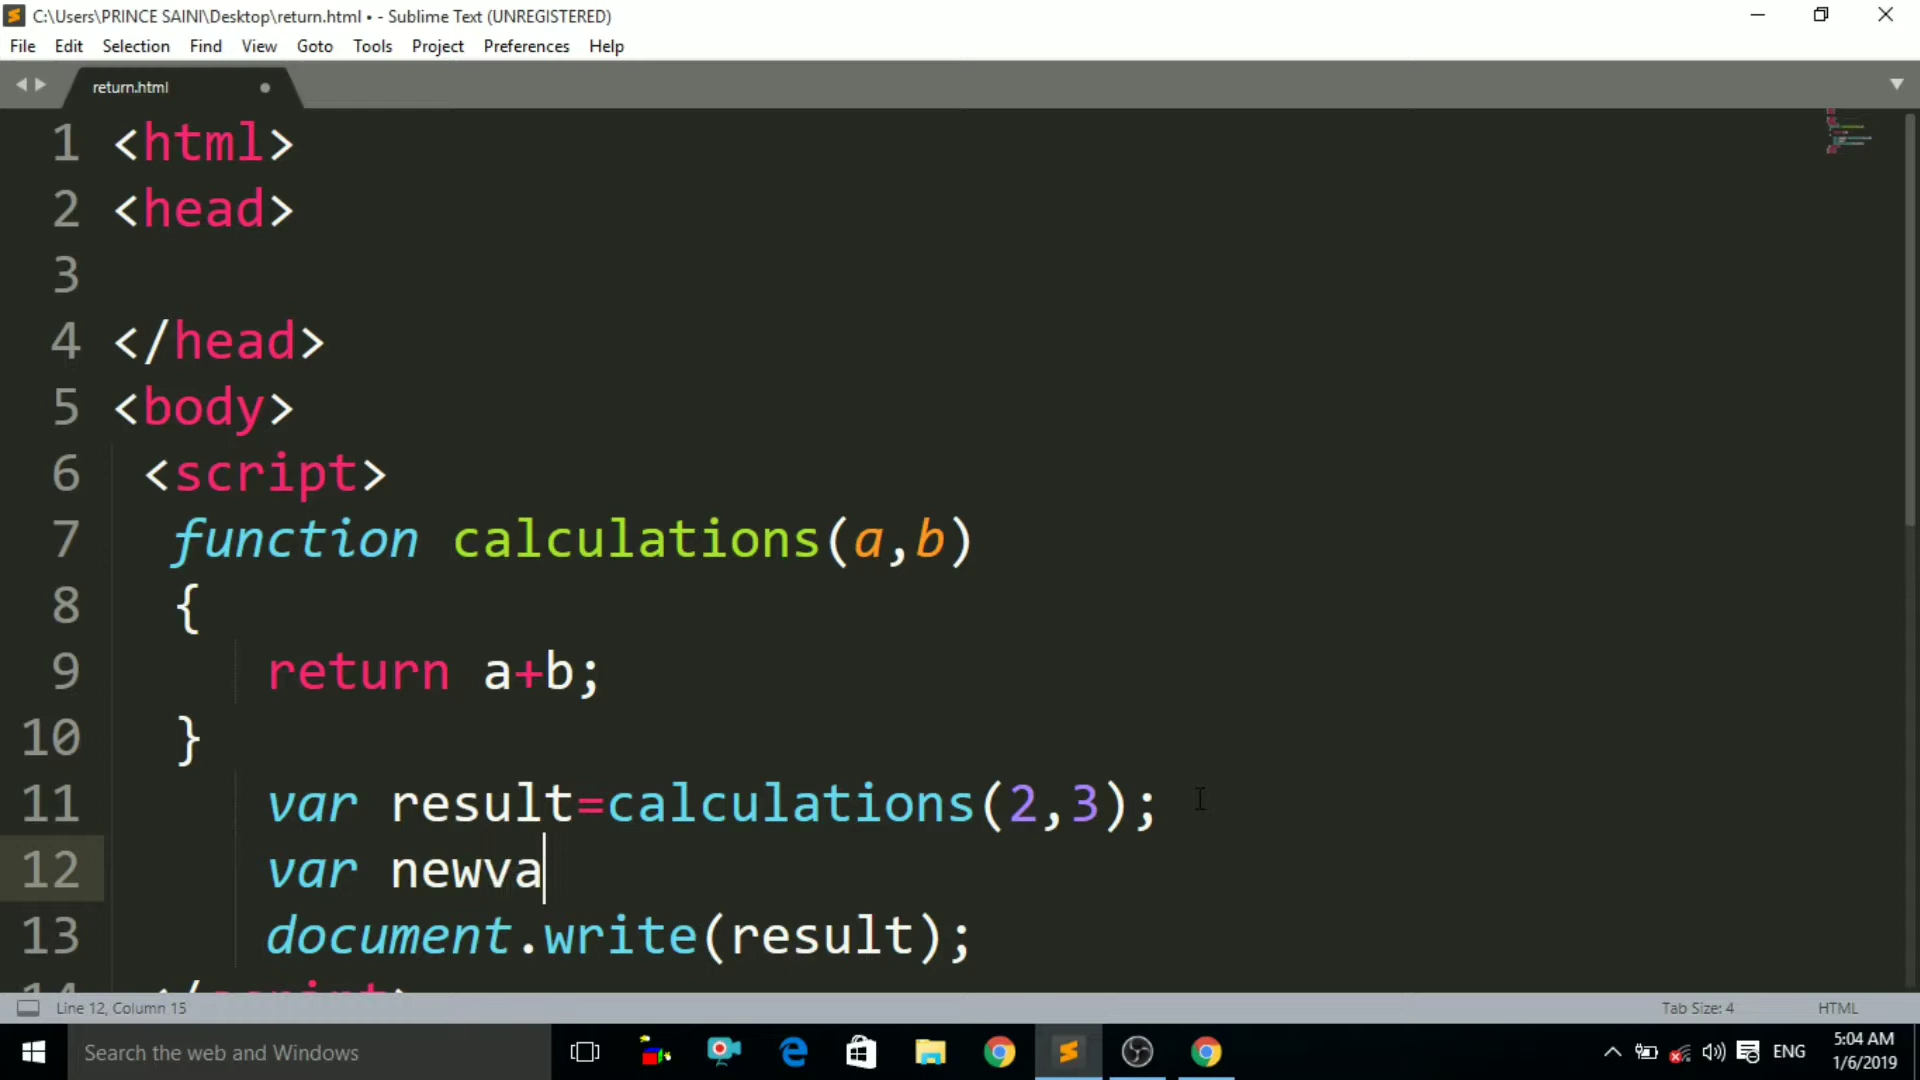 C:\Users\PRINCE SAINI\Desktop\return.html • - Sublime Text (UNREGISTERED)
File Edit Selection Find View Goto Tools Project Preferences Help
return.html
1 <html>
2 <head>
3
4 </head>
5 <body>
6 <script>
7 function calculations(a,b)
8 {
9 return a+b;
10 }
11 var result=calculations(2,3);
12 var newva
13 document.write(result);
14 </script>
Line 12, Column 15 Tab Size: 4 HTML
Search the web and Windows ENG 5:04 AM
1/6/2019